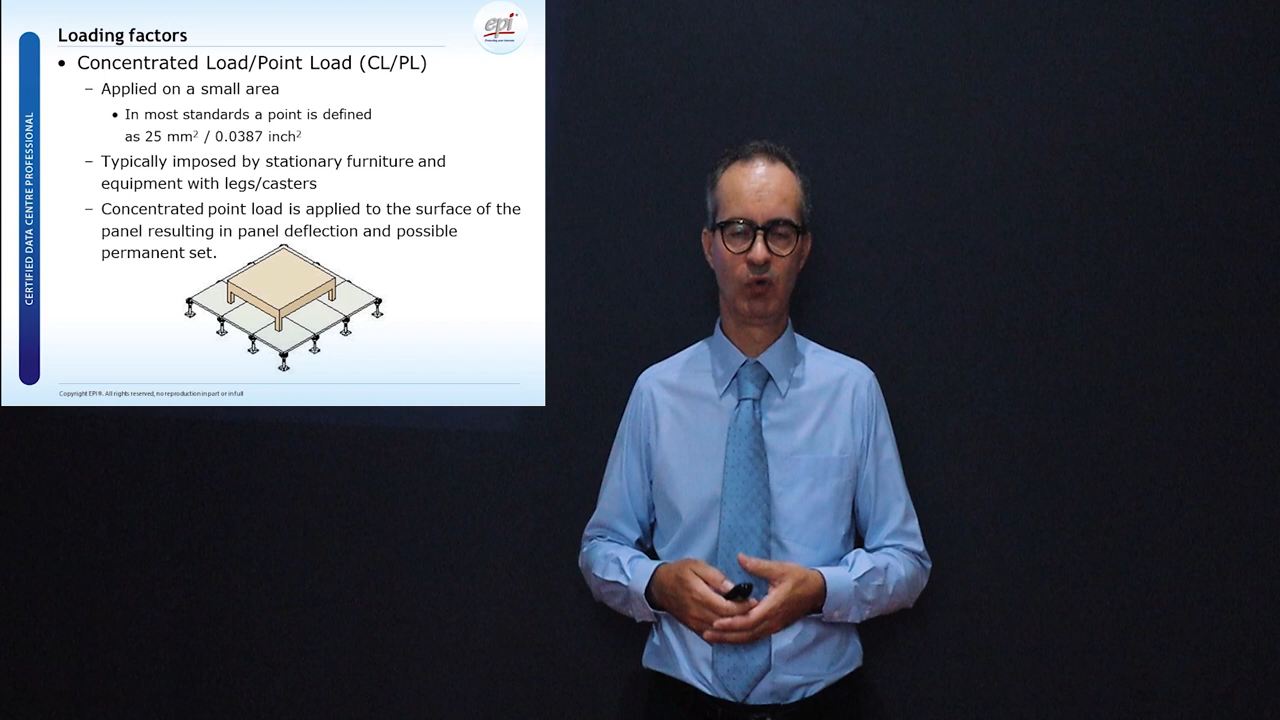 Loading factors
epi
• Concentrated Load/Point Load (CL/PL)
– Applied on a small area
• In most standards a point is defined
as 25 mm² / 0.0387 inch²
– Typically imposed by stationary furniture and
equipment with legs/casters
– Concentrated point load is applied to the surface of the
panel resulting in panel deflection and possible
permanent set.
CERTIFIED DATA CENTRE PROFESSIONAL
Copyright EPI®. All rights reserved, no reproduction in part or in full